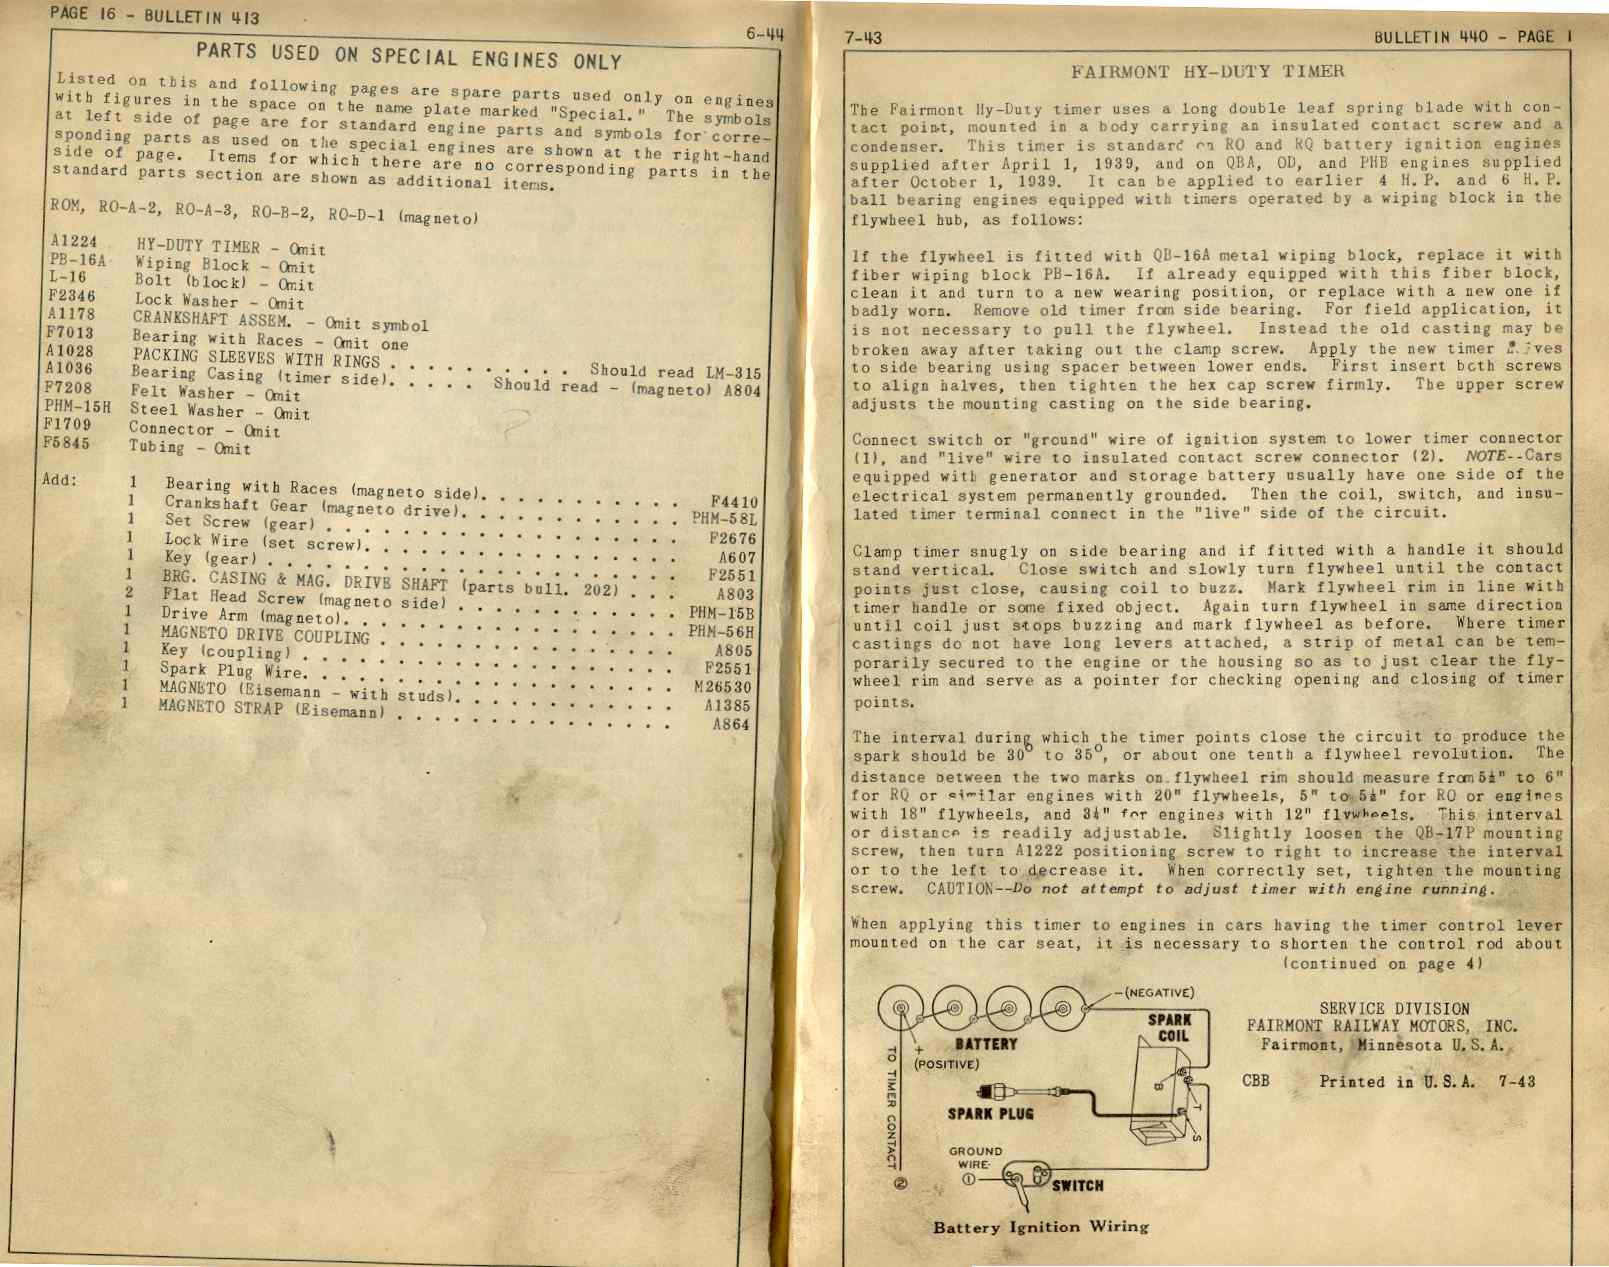 PAGE 16 - BULLETIN 413
6-44
PARTS USED ON SPECIAL ENGINES ONLY
Listed on this and following pages are spare parts used only on engines
with figures in the space on the name plate marked "Special." The symbols
at left side of page are for standard engine parts and symbols for corre-
sponding parts as used on the special engines are shown at the right-hand
side of page. Items for which there are no corresponding parts in the
standard parts section are shown as additional items.
ROM, RO-A-2, RO-A-3, RO-B-2, RO-D-1 (magneto)
A1224 HY-DUTY TIMER - Omit
PB-16A Wiping Block - Omit
L-16 Bolt (block) - Omit
F2346 Lock Washer - Omit
A1178 CRANKSHAFT ASSEM. - Omit symbol
F7013 Bearing with Races - Omit one
A1028 PACKING SLEEVES WITH RINGS . . . . . . . . . . Should read LM-315
A1036 Bearing Casing (timer side). . . . . Should read - (magneto) A804
F7208 Felt Washer - Omit
PHM-15H Steel Washer - Omit
F1709 Connector - Omit
F5845 Tubing - Omit
Add: 1 Bearing with Races (magneto side). . . . . . . . . . . F4410
1 Crankshaft Gear (magneto drive). . . . . . . . . . . . PHM-58L
1 Set Screw (gear) . . . . . . . . . . . . . . . . . . . F2676
1 Lock Wire (set screw). . . . . . . . . . . . . . . . . A607
1 Key (gear) . . . . . . . . . . . . . . . . . . . . . . F2551
1 BRG. CASING & MAG. DRIVE SHAFT (parts bull. 202) . . . A803
2 Flat Head Screw (magneto side) . . . . . . . . . . . . PHM-15B
1 Drive Arm (magneto). . . . . . . . . . . . . . . . . . PHM-56H
1 MAGNETO DRIVE COUPLING . . . . . . . . . . . . . . . . A805
1 Key (coupling) . . . . . . . . . . . . . . . . . . . . F2551
1 Spark Plug Wire. . . . . . . . . . . . . . . . . . . . M26530
1 MAGNETO (Eisemann - with studs). . . . . . . . . . . . A1385
1 MAGNETO STRAP (Eisemann) . . . . . . . . . . . . . . . A864
7-43
BULLETIN 440 - PAGE 1
FAIRMONT HY-DUTY TIMER
The Fairmont Hy-Duty timer uses a long double leaf spring blade with con-
tact point, mounted in a body carrying an insulated contact screw and a
condenser. This timer is standard on RO and RQ battery ignition engines
supplied after April 1, 1939, and on QBA, OD, and PHB engines supplied
after October 1, 1939. It can be applied to earlier 4 H.P. and 6 H.P.
ball bearing engines equipped with timers operated by a wiping block in the
flywheel hub, as follows:
If the flywheel is fitted with QB-16A metal wiping block, replace it with
fiber wiping block PB-16A. If already equipped with this fiber block,
clean it and turn to a new wearing position, or replace with a new one if
badly worn. Remove old timer from side bearing. For field application, it
is not necessary to pull the flywheel. Instead the old casting may be
broken away after taking out the clamp screw. Apply the new timer
to side bearing using spacer between lower ends. First insert both screws
to align halves, then tighten the hex cap screw firmly. The upper screw
adjusts the mounting casting on the side bearing.
Connect switch or "ground" wire of ignition system to lower timer connector
(1), and "live" wire to insulated contact screw connector (2). NOTE--Cars
equipped with generator and storage battery usually have one side of the
electrical system permanently grounded. Then the coil, switch, and insu-
lated timer terminal connect in the "live" side of the circuit.
Clamp timer snugly on side bearing and if fitted with a handle it should
stand vertical. Close switch and slowly turn flywheel until the contact
points just close, causing coil to buzz. Mark flywheel rim in line with
timer handle or some fixed object. Again turn flywheel in same direction
until coil just stops buzzing and mark flywheel as before. Where timer
castings do not have long levers attached, a strip of metal can be tem-
porarily secured to the engine or the housing so as to just clear the fly-
wheel rim and serve as a pointer for checking opening and closing of timer
points.
The interval during which the timer points close the circuit to produce the
spark should be 30° to 35°, or about one tenth a flywheel revolution. The
distance between the two marks on flywheel rim should measure from to 6"
for RQ or similar engines with 20" flywheels, 5" to for RO or engines
with 18" flywheels, and for engines with 12" flywheels. This interval
or distance is readily adjustable. Slightly loosen the QB-17P mounting
screw, then turn A1222 positioning screw to right to increase the interval
or to the left to decrease it. When correctly set, tighten the mounting
screw. CAUTION--Do not attempt to adjust timer with engine running.
When applying this timer to engines in cars having the timer control lever
mounted on the car seat, it is necessary to shorten the control rod about
(continued on page 4)
-(NEGATIVE)
SPARK
COIL
BATTERY
+
(POSITIVE)
TO TIMER CONTACT
②
B
T
S
SPARK PLUG
GROUND
WIRE
①
SWITCH
Battery Ignition Wiring
SERVICE DIVISION
FAIRMONT RAILWAY MOTORS, INC.
Fairmont, Minnesota U.S.A.
CBB Printed in U.S.A. 7-43